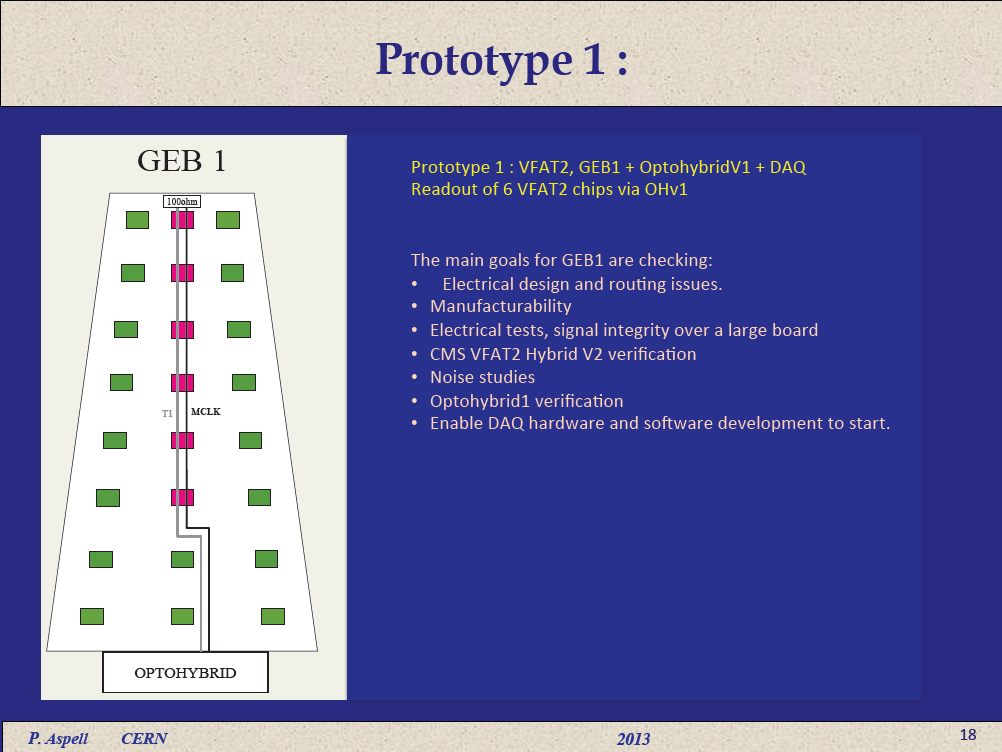 Prototype 1 :
GEB 1
100ohm
T1 MCLK
OPTOHYBRID
Prototype 1 : VFAT2, GEB1 + OptohybridV1 + DAQ
Readout of 6 VFAT2 chips via OHv1
The main goals for GEB1 are checking:
• Electrical design and routing issues.
• Manufacturability
• Electrical tests, signal integrity over a large board
• CMS VFAT2 Hybrid V2 verification
• Noise studies
• Optohybrid1 verification
• Enable DAQ hardware and software development to start.
P. Aspell CERN 2013 18